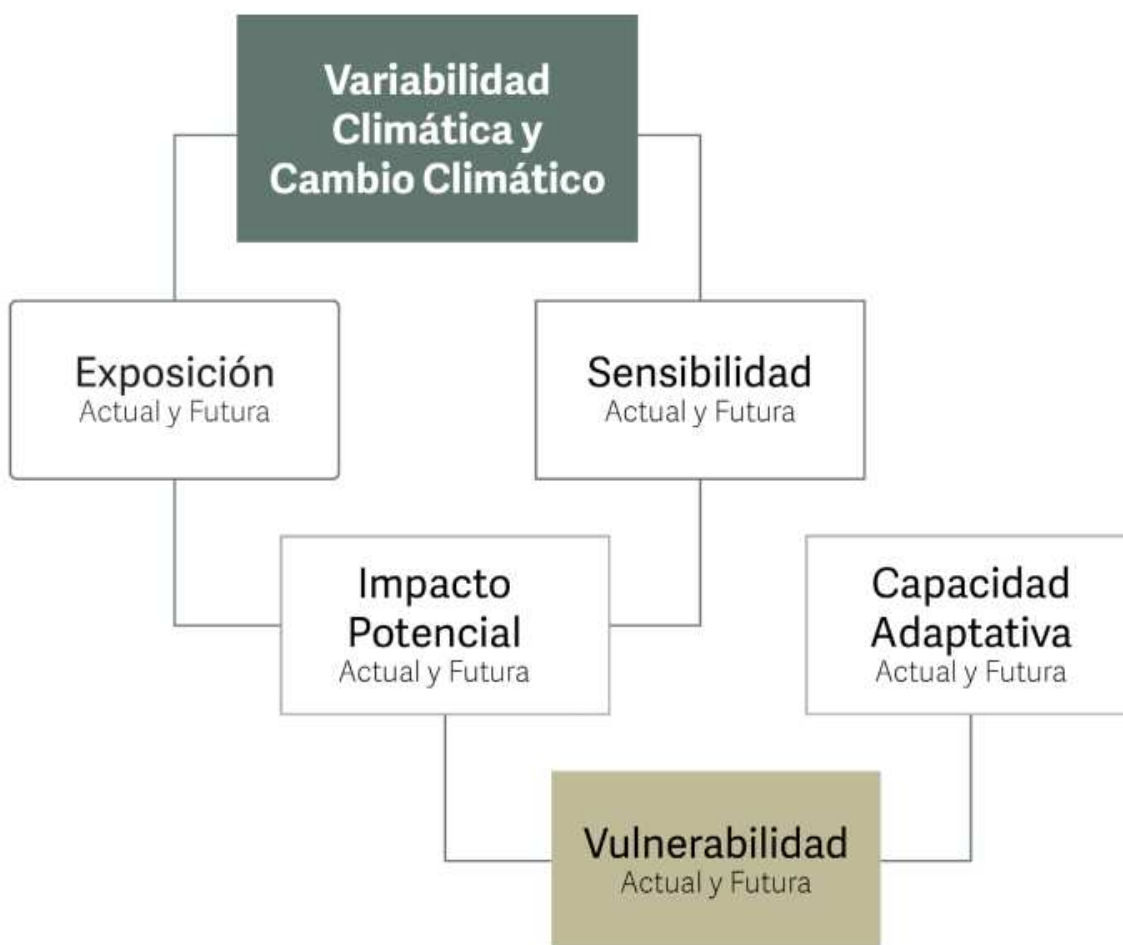 Variabilidad
Climática y
Cambio Climático
Exposición
Actual y Futura
Sensibilidad
Actual y Futura
Impacto
Potencial
Actual y Futura
Capacidad
Adaptativa
Actual y Futura
Vulnerabilidad
Actual y Futura